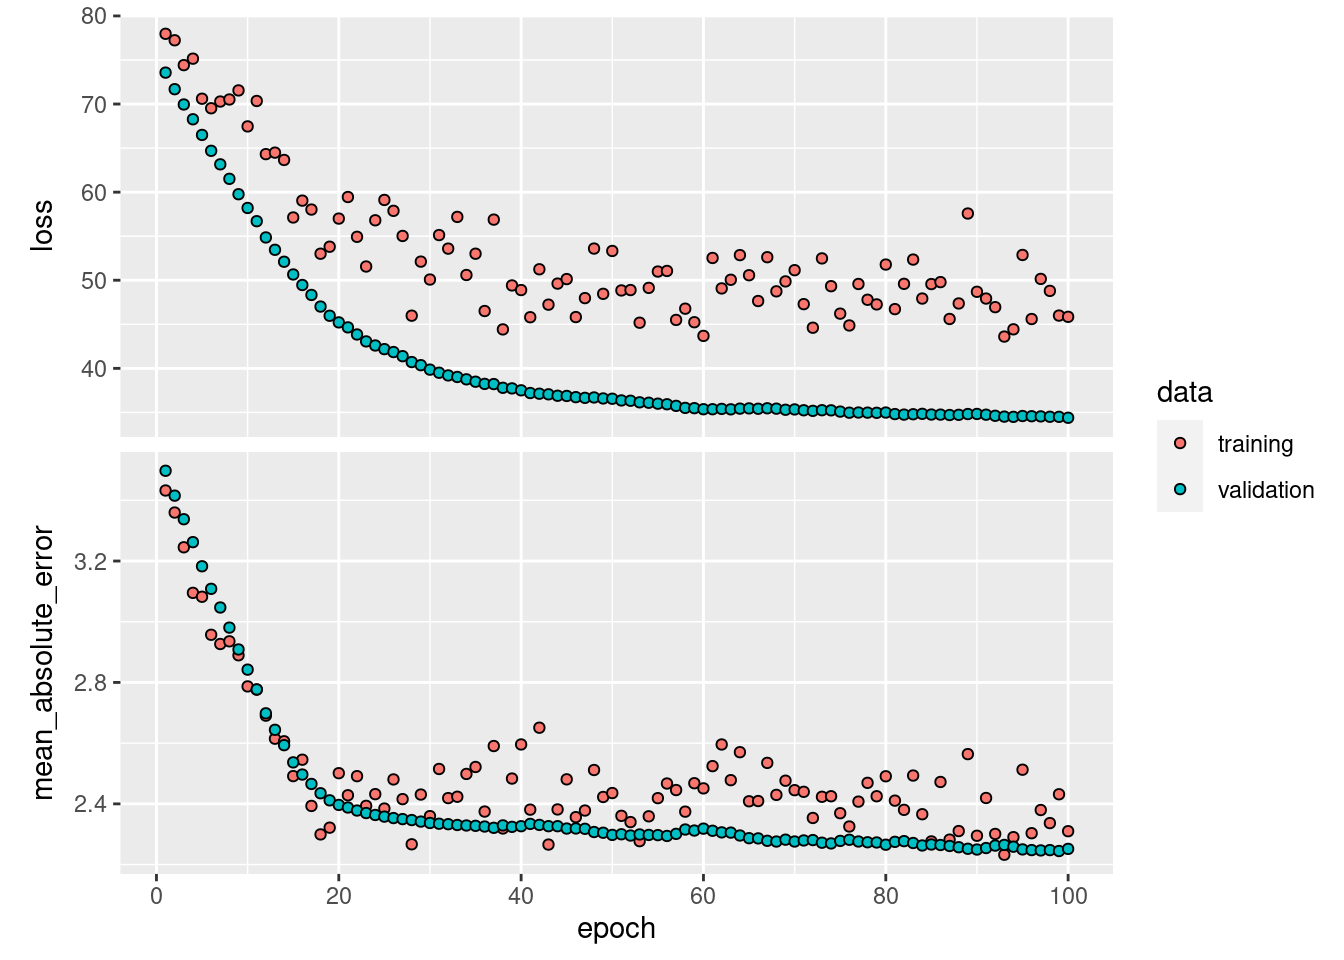 80
70
60
50
40
loss
3.2
2.8
2.4
mean_absolute_error
0 20 40 60 80 100
epoch
data
training
validation